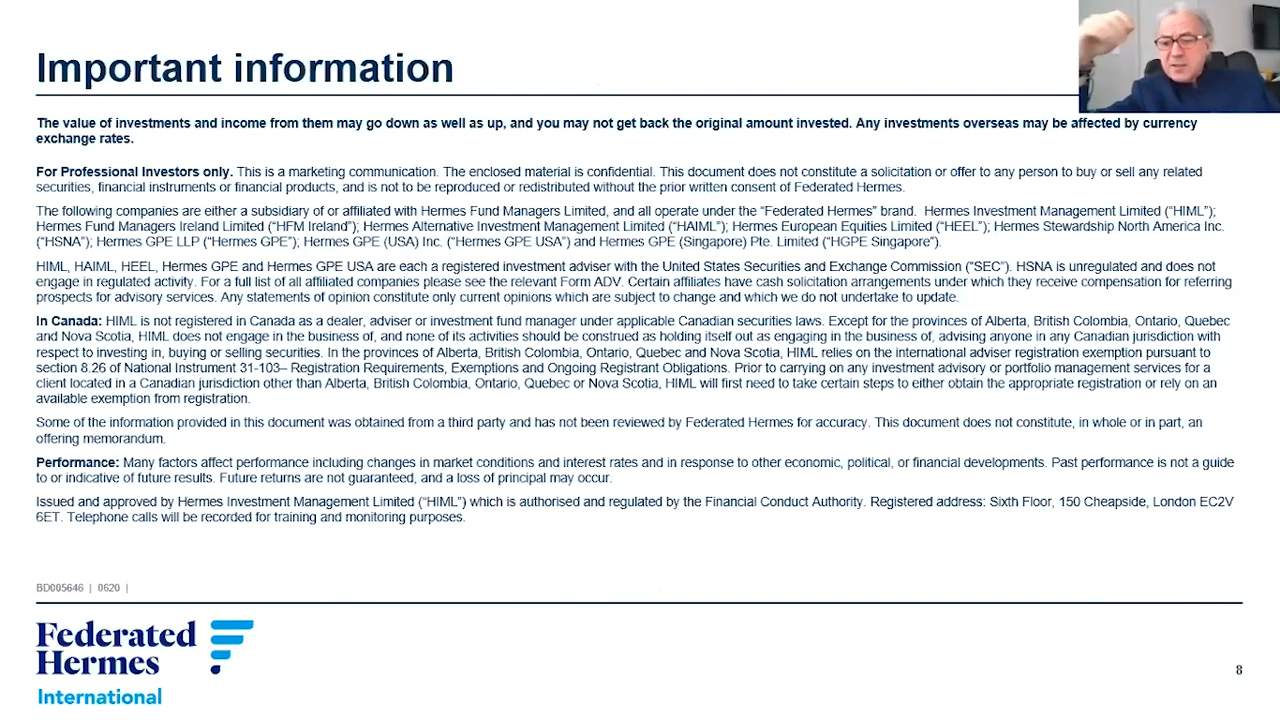 Important information
The value of investments and income from them may go down as well as up, and you may not get back the original amount invested. Any investments overseas may be affected by currency
exchange rates.
For Professional Investors only. This is a marketing communication. The enclosed material is confidential. This document does not constitute a solicitation or offer to any person to buy or sell any related
securities, financial instruments or financial products, and is not to be reproduced or redistributed without the prior written consent of Federated Hermes.
The following companies are either a subsidiary of or affiliated with Hermes Fund Managers Limited, and all operate under the “Federated Hermes” brand. Hermes Investment Management Limited (“HIML”);
Hermes Fund Managers Ireland Limited (“HFM Ireland”); Hermes Alternative Investment Management Limited (“HAIML”); Hermes European Equities Limited (“HEEL”); Hermes Stewardship North America Inc.
(“HSNA”); Hermes GPE LLP (“Hermes GPE”); Hermes GPE (USA) Inc. (“Hermes GPE USA”) and Hermes GPE (Singapore) Pte. Limited (“HGPE Singapore”).
HIML, HAIML, HEEL, Hermes GPE and Hermes GPE USA are each a registered investment adviser with the United States Securities and Exchange Commission (“SEC”). HSNA is unregulated and does not
engage in regulated activity. For a full list of all affiliated companies please see the relevant Form ADV. Certain affiliates have cash solicitation arrangements under which they receive compensation for referring
prospects for advisory services. Any statements of opinion constitute only current opinions which are subject to change and which we do not undertake to update.
In Canada: HIML is not registered in Canada as a dealer, adviser or investment fund manager under applicable Canadian securities laws. Except for the provinces of Alberta, British Colombia, Ontario, Quebec
and Nova Scotia, HIML does not engage in the business of, and none of its activities should be construed as holding itself out as engaging in the business of, advising anyone in any Canadian jurisdiction with
respect to investing in, buying or selling securities. In the provinces of Alberta, British Colombia, Ontario, Quebec and Nova Scotia, HIML relies on the international adviser registration exemption pursuant to
section 8.26 of National Instrument 31-103– Registration Requirements, Exemptions and Ongoing Registrant Obligations. Prior to carrying on any investment advisory or portfolio management services for a
client located in a Canadian jurisdiction other than Alberta, British Colombia, Ontario, Quebec or Nova Scotia, HIML will first need to take certain steps to either obtain the appropriate registration or rely on an
available exemption from registration.
Some of the information provided in this document was obtained from a third party and has not been reviewed by Federated Hermes for accuracy. This document does not constitute, in whole or in part, an
offering memorandum.
Performance: Many factors affect performance including changes in market conditions and interest rates and in response to other economic, political, or financial developments. Past performance is not a guide
to or indicative of future results. Future returns are not guaranteed, and a loss of principal may occur.
Issued and approved by Hermes Investment Management Limited (“HIML”) which is authorised and regulated by the Financial Conduct Authority. Registered address: Sixth Floor, 150 Cheapside, London EC2V
6ET. Telephone calls will be recorded for training and monitoring purposes.
BD005646 | 0620 |
Federated
Hermes
International
8